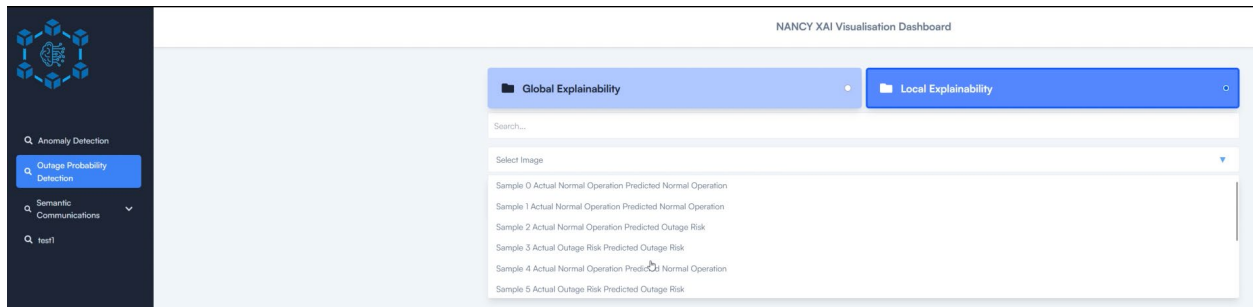 NANCY XAI Visualisation Dashboard
Global Explainability
Local Explainability
Search...
Select Image
Sample 0 Actual Normal Operation Predicted Normal Operation
Sample 1 Actual Normal Operation Predicted Normal Operation
Sample 2 Actual Normal Operation Predicted Outage Risk
Sample 3 Actual Outage Risk Predicted Outage Risk
Sample 4 Actual Normal Operation Predicted Normal Operation
Sample 5 Actual Outage Risk Predicted Outage Risk
Anomaly Detection
Outage Probability
Detection
Semantic
Communications
test1